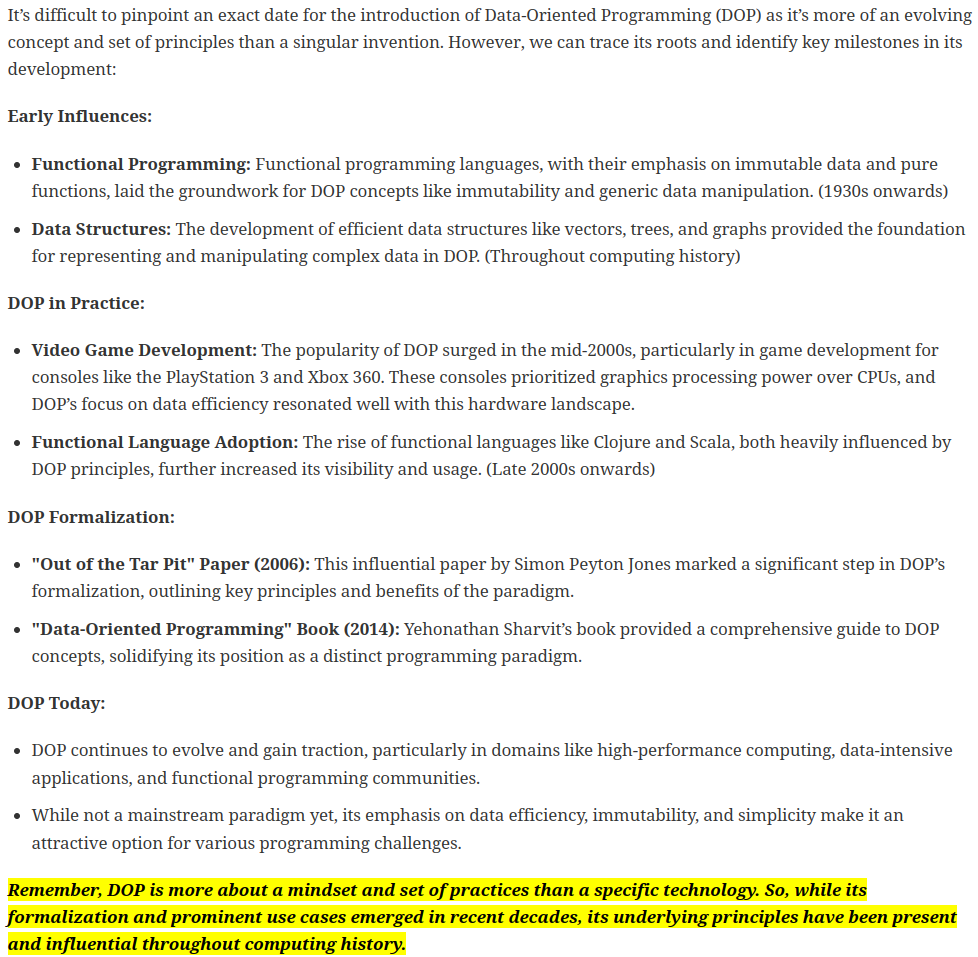 It’s difficult to pinpoint an exact date for the introduction of Data-Oriented Programming (DOP) as it’s more of an evolving
concept and set of principles than a singular invention. However, we can trace its roots and identify key milestones in its
development:
Early Influences:
• Functional Programming: Functional programming languages, with their emphasis on immutable data and pure
functions, laid the groundwork for DOP concepts like immutability and generic data manipulation. (1930s onwards)
• Data Structures: The development of efficient data structures like vectors, trees, and graphs provided the foundation
for representing and manipulating complex data in DOP. (Throughout computing history)
DOP in Practice:
• Video Game Development: The popularity of DOP surged in the mid-2000s, particularly in game development for
consoles like the PlayStation 3 and Xbox 360. These consoles prioritized graphics processing power over CPUs, and
DOP’s focus on data efficiency resonated well with this hardware landscape.
• Functional Language Adoption: The rise of functional languages like Clojure and Scala, both heavily influenced by
DOP principles, further increased its visibility and usage. (Late 2000s onwards)
DOP Formalization:
• "Out of the Tar Pit" Paper (2006): This influential paper by Simon Peyton Jones marked a significant step in DOP’s
formalization, outlining key principles and benefits of the paradigm.
• "Data-Oriented Programming" Book (2014): Yehonathan Sharvit’s book provided a comprehensive guide to DOP
concepts, solidifying its position as a distinct programming paradigm.
DOP Today:
• DOP continues to evolve and gain traction, particularly in domains like high-performance computing, data-intensive
applications, and functional programming communities.
• While not a mainstream paradigm yet, its emphasis on data efficiency, immutability, and simplicity make it an
attractive option for various programming challenges.
Remember, DOP is more about a mindset and set of practices than a specific technology. So, while its
formalization and prominent use cases emerged in recent decades, its underlying principles have been present
and influential throughout computing history.